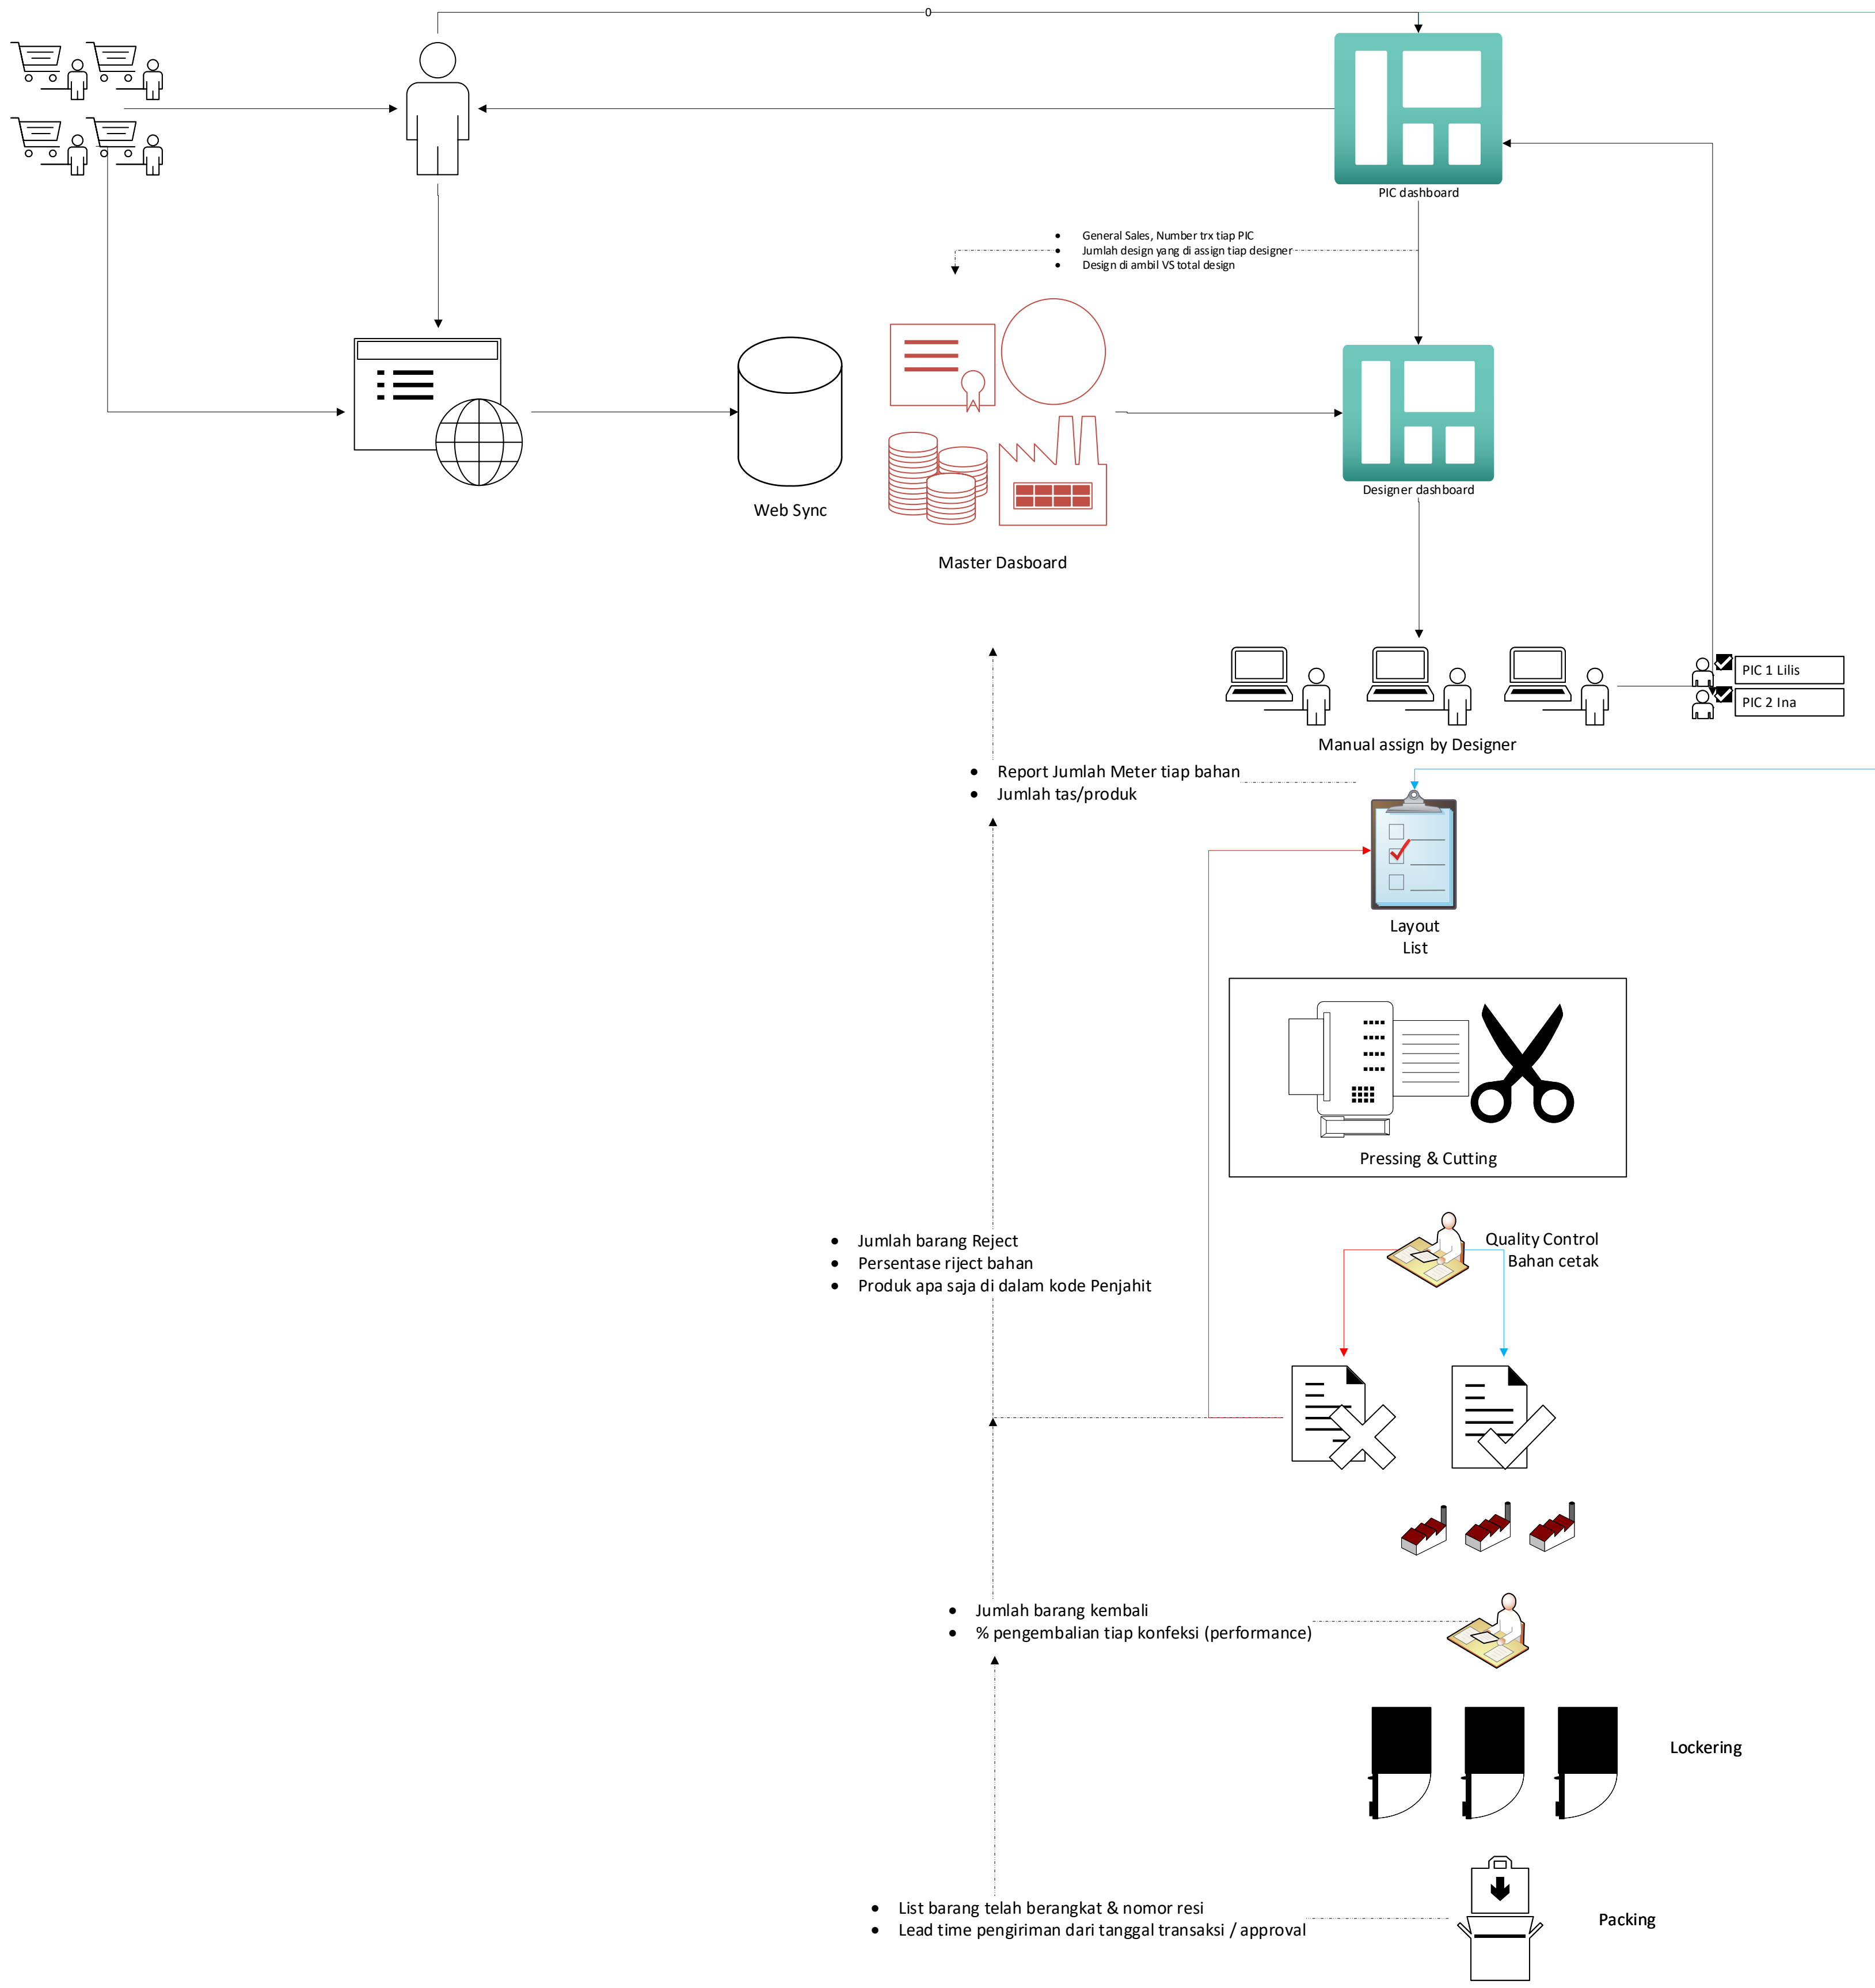 0
PIC dashboard
General Sales, Number trx tiap PIC
Jumlah design yang di assign tiap designer
Design di ambil VS total design
Web Sync
Designer dashboard
Master Dasboard
PIC 1 Lilis
PIC 2 Ina
Manual assign by Designer
Report Jumlah Meter tiap bahan
Jumlah tas/produk
Layout
List
Pressing & Cutting
Jumlah barang Reject
Persentase riject bahan
Produk apa saja di dalam kode Penjahit
Quality Control
Bahan cetak
Jumlah barang kembali
% pengembalian tiap konfeksi (performance)
Lockering
List barang telah berangkat & nomor resi
Lead time pengiriman dari tanggal transaksi / approval
Packing